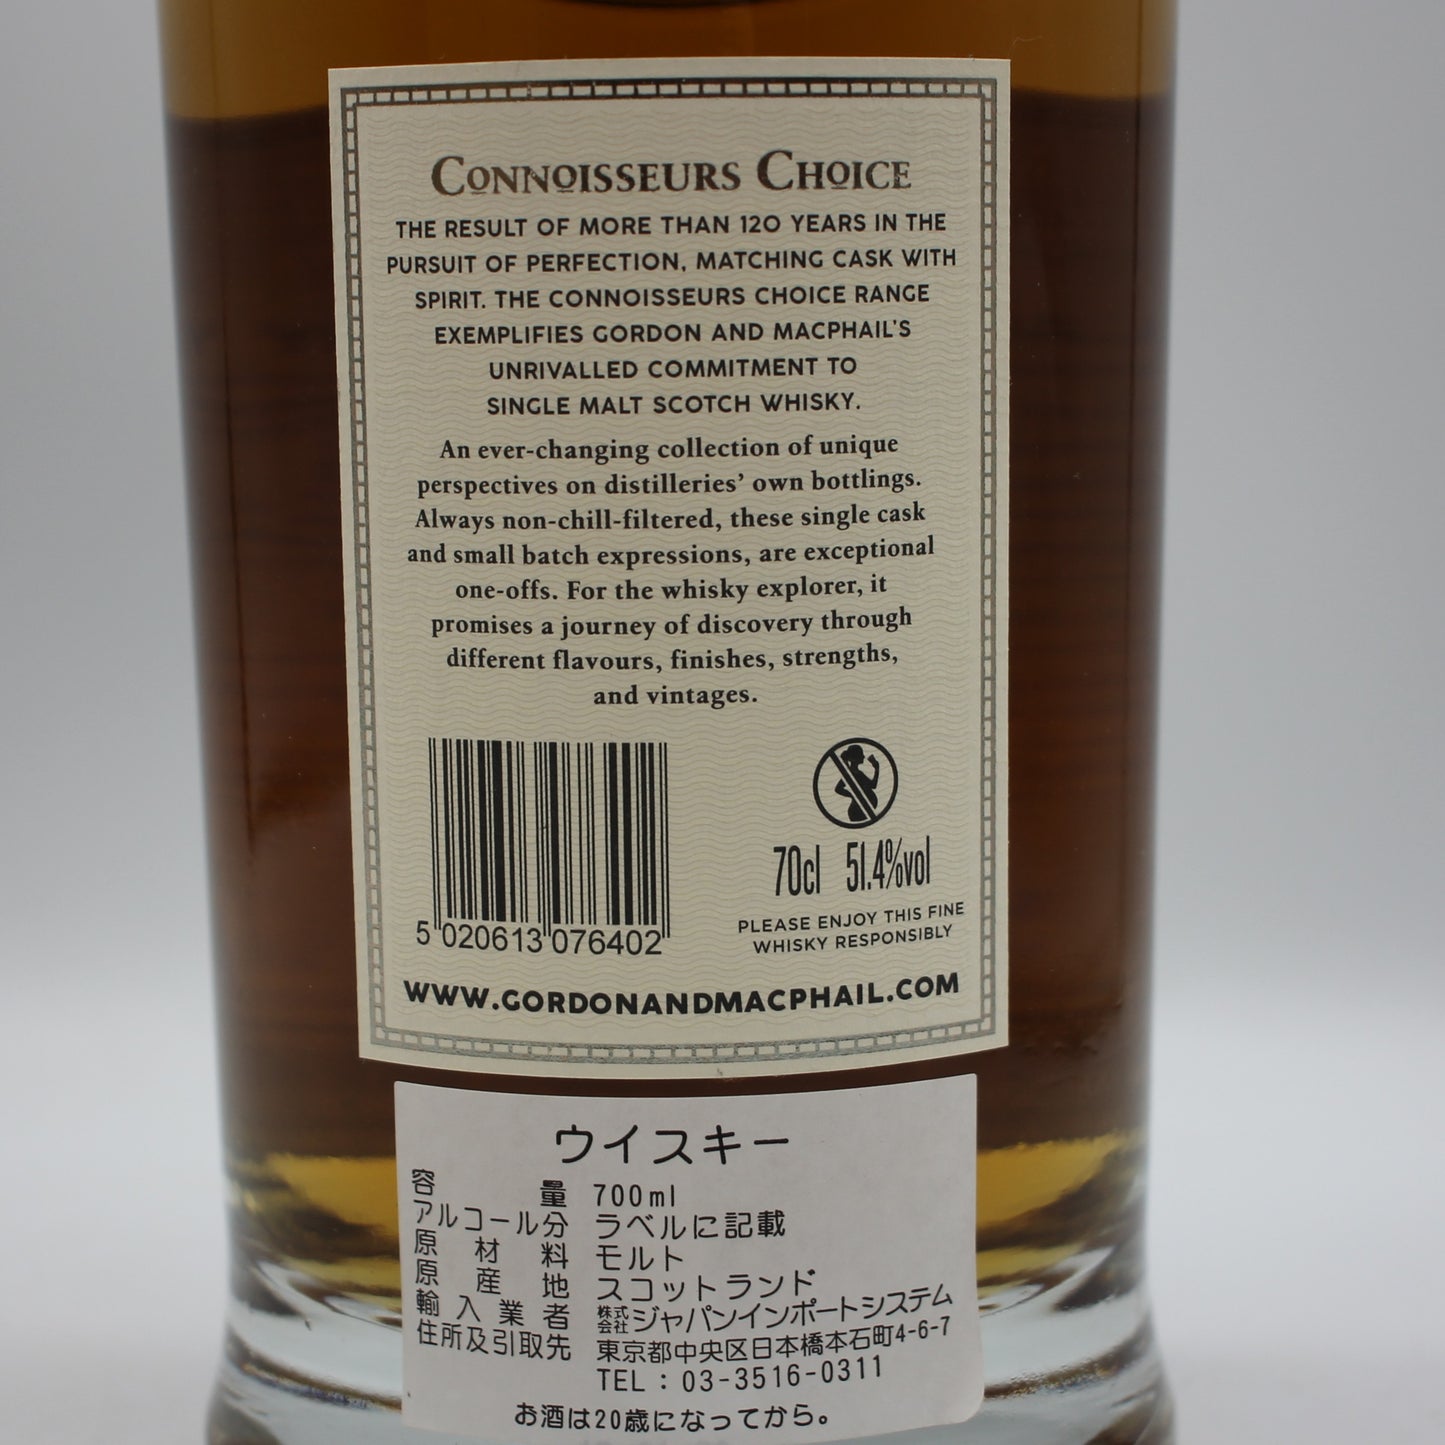 CONNOISSEURS CHOICE
THE RESULT OF MORE THAN 120 YEARS IN THE
PURSUIT OF PERFECTION, MATCHING CASK WITH
SPIRIT. THE CONNOISSEURS CHOICE RANGE
EXEMPLIFIES GORDON AND MACPHAIL'S
UNRIVALLED COMMITMENT TO
SINGLE MALT SCOTCH WHISKY.
An ever-changing collection of unique
perspectives on distilleries' own bottlings.
Always non-chill-filtered, these single cask
and small batch expressions, are exceptional
one-offs. For the whisky explorer, it
promises a journey of discovery through
different flavours, finishes, strengths,
and vintages.
70cl 51.4%vol
PLEASE ENJOY THIS FINE
WHISKY RESPONSIBLY
5 020613 076402
WWW.GORDONANDMACPHAIL.COM
ウイスキー
容量 700ml
アルコール分 ラベルに記載
原材料 モルト
原産地 スコットランド
輸入業者 株式会社ジャパンインポートシステム
住所及引取先 東京都中央区日本橋本石町4-6-7
TEL：03-3516-0311
お酒は20歳になってから。